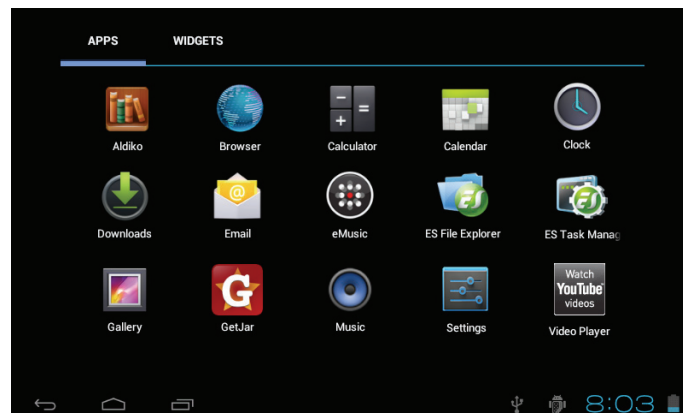 APPS WIDGETS
Aldiko Browser Calculator Calendar Clock
@
Downloads Email eMusic ES File Explorer ES Task Manag
G
Watch
YouTube
videos
Gallery GetJar Music Settings Video Player
8:03